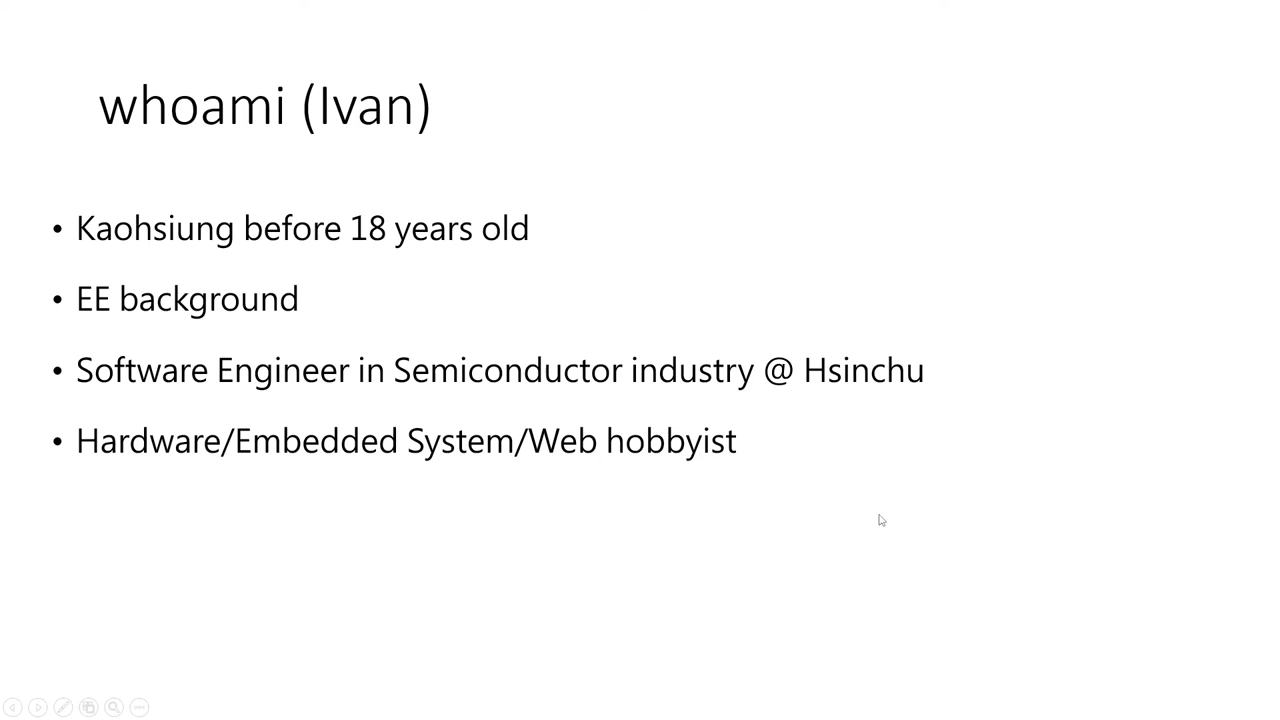 whoami (Ivan)
• Kaohsiung before 18 years old
• EE background
• Software Engineer in Semiconductor industry @ Hsinchu
• Hardware/Embedded System/Web hobbyist